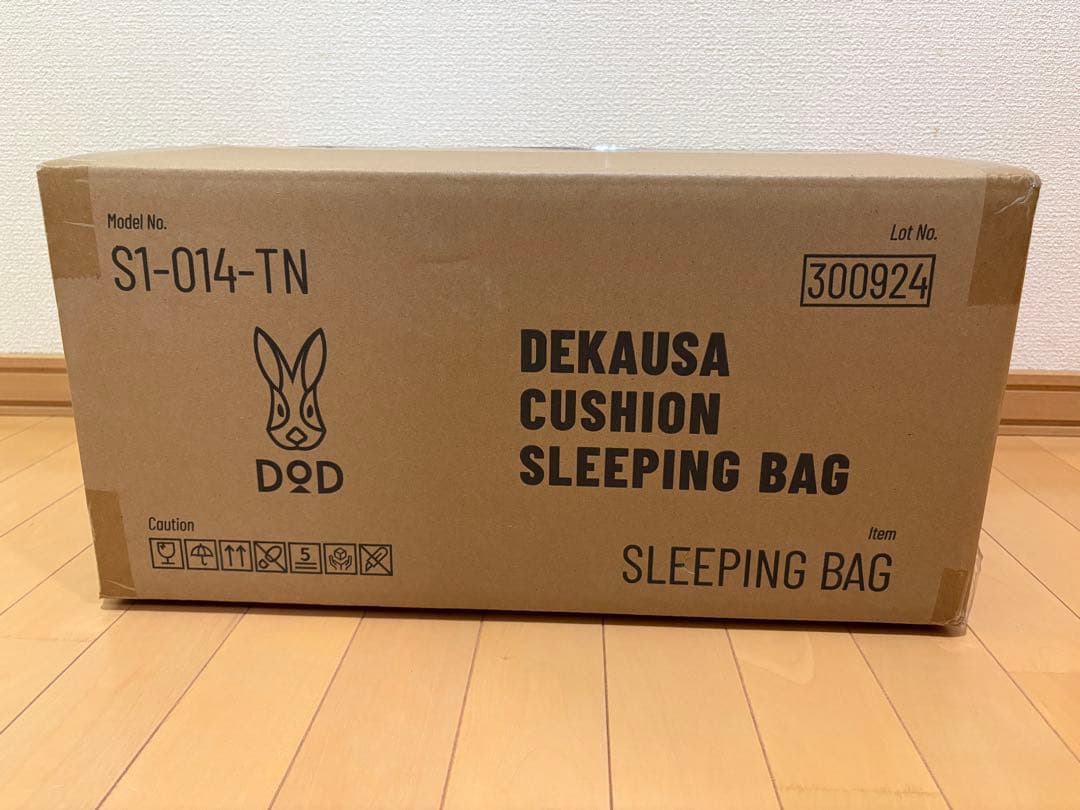 Model No.
S1-014-TN
Lot No.
300924
DOD
DEKAUSA
CUSHION
SLEEPING BAG
Caution
5
Item
SLEEPING BAG